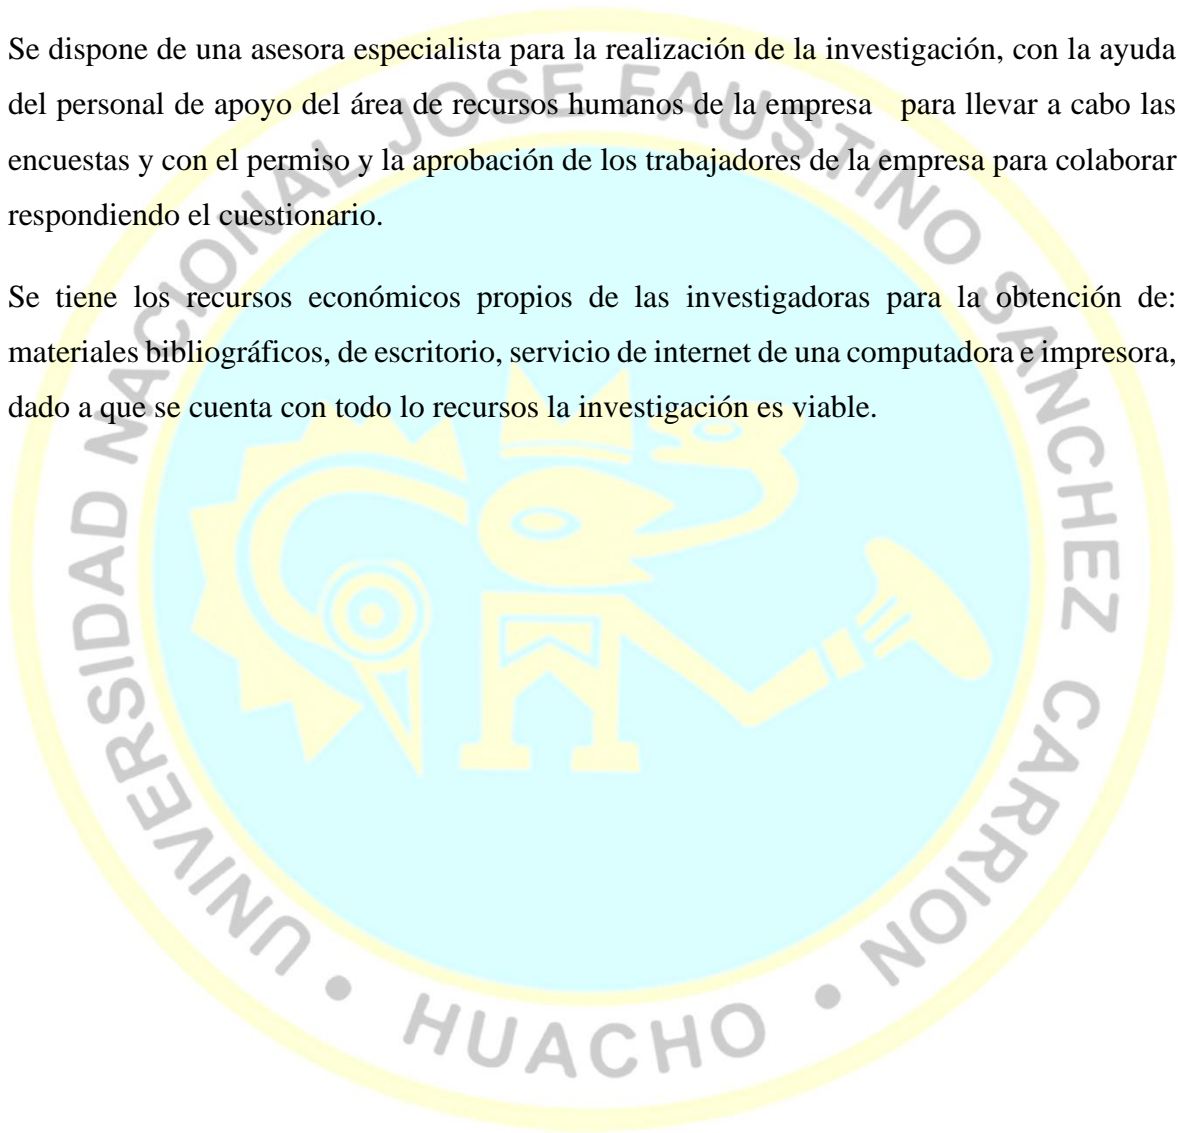 Se dispone de una asesora especialista para la realización de la investigación, con la ayuda
del personal de apoyo del área de recursos humanos de la empresa para llevar a cabo las
encuestas y con el permiso y la aprobación de los trabajadores de la empresa para colaborar
respondiendo el cuestionario.
Se tiene los recursos económicos propios de las investigadoras para la obtención de:
materiales bibliográficos, de escritorio, servicio de internet de una computadora e impresora,
dado a que se cuenta con todo lo recursos la investigación es viable.
UNIVERSIDAD NACIONAL JOSE FAUSTINO SANCHEZ CARRION
• HUACHO •